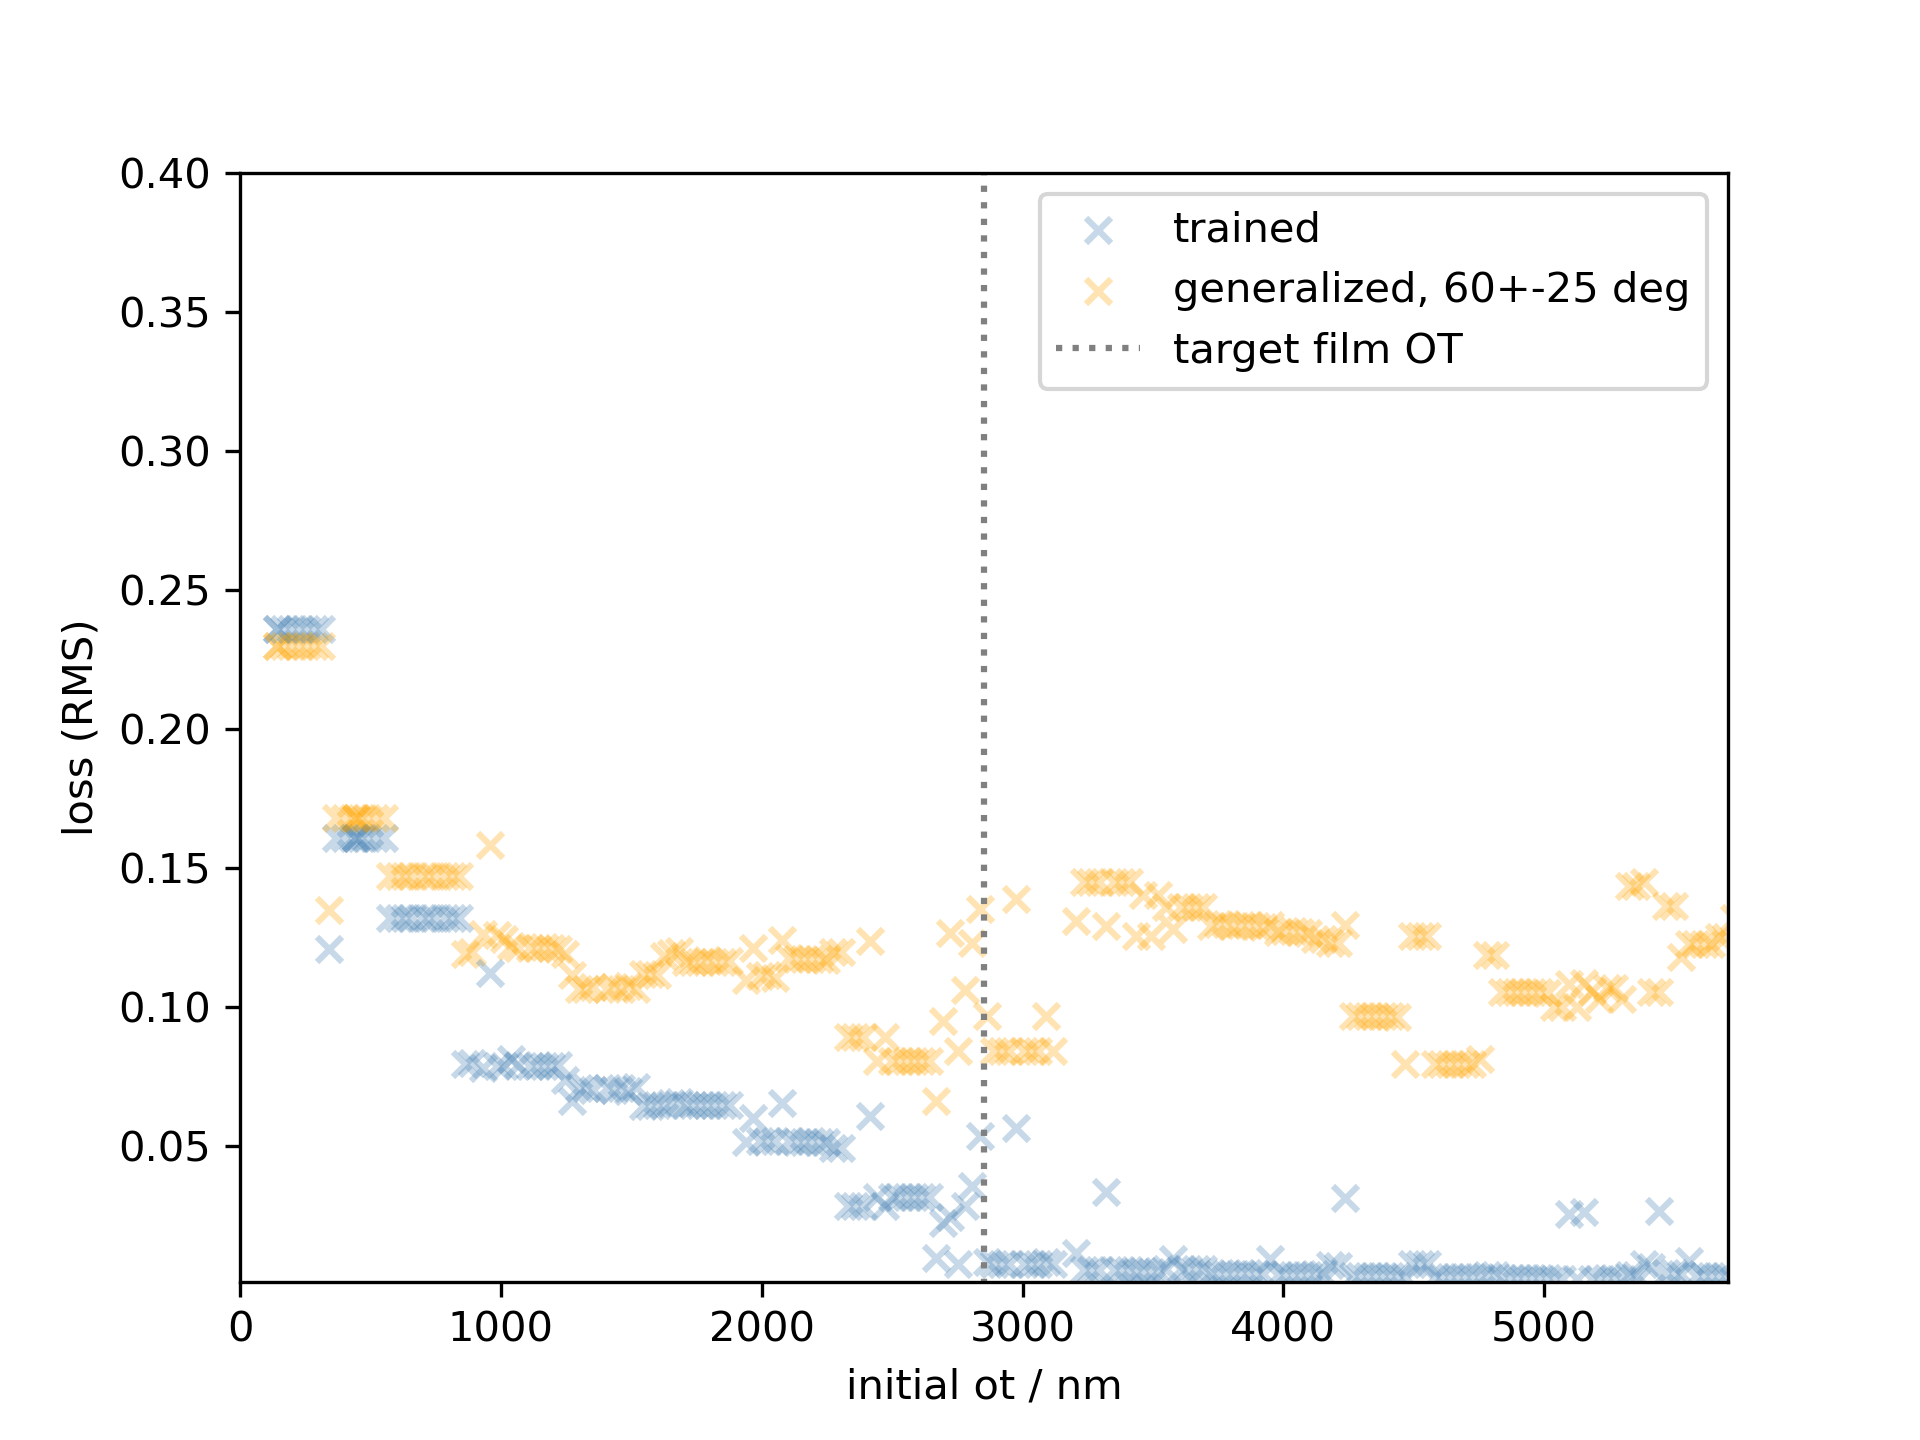 0.40
0.35
0.30
0.25
0.20
0.15
0.10
0.05
loss (RMS)
trained
generalized, 60+-25 deg
target film OT
0 1000 2000 3000 4000 5000
initial ot / nm